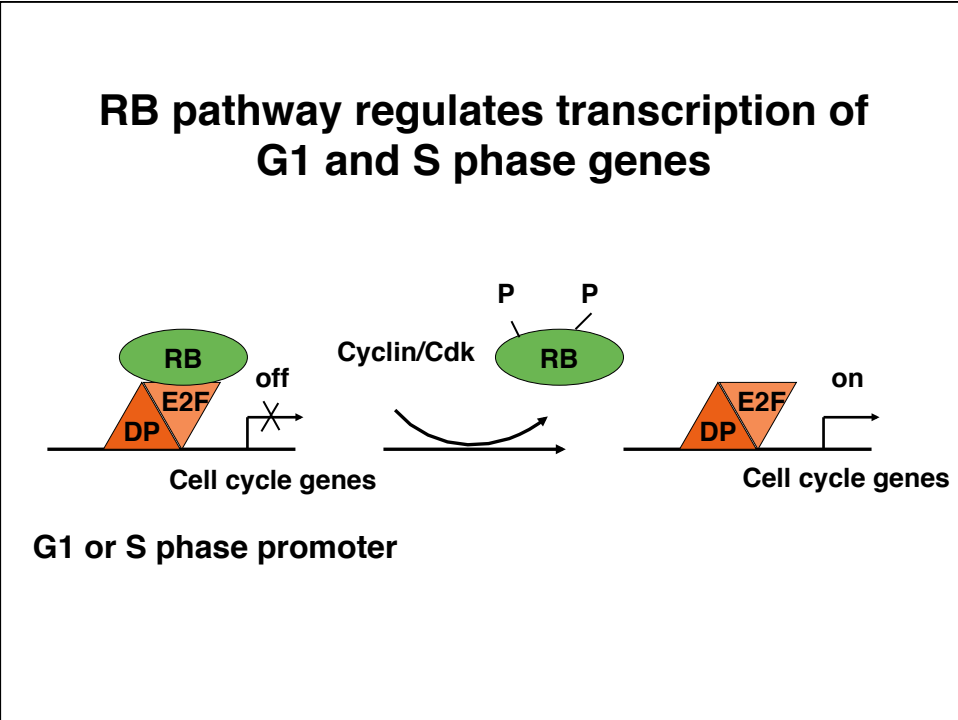 RB pathway regulates transcription of
G1 and S phase genes
P P
Cyclin/Cdk
RB
RB
off
on
E2F
DP
E2F
DP
Cell cycle genes
Cell cycle genes
G1 or S phase promoter